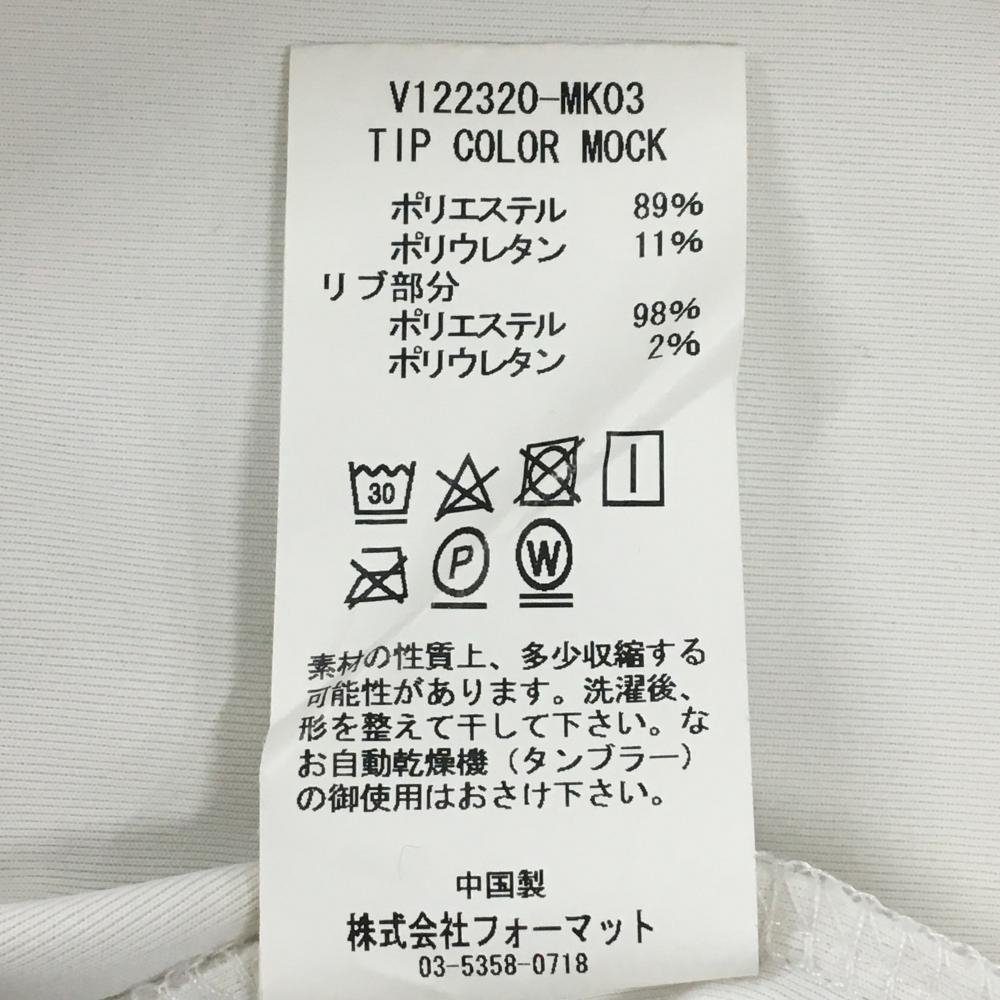 V122320-MK03
TIP COLOR MOCK
ポリエステル 89%
ポリウレタン 11%
リブ部分
ポリエステル 98%
ポリウレタン 2%
30
P W
素材の性質上、多少収縮する
可能性があります。洗濯後、
形を整えて干して下さい。な
お自動乾燥機（タンブラー）
の御使用はおさけ下さい。
中国製
株式会社フォーマット
03-5358-0718